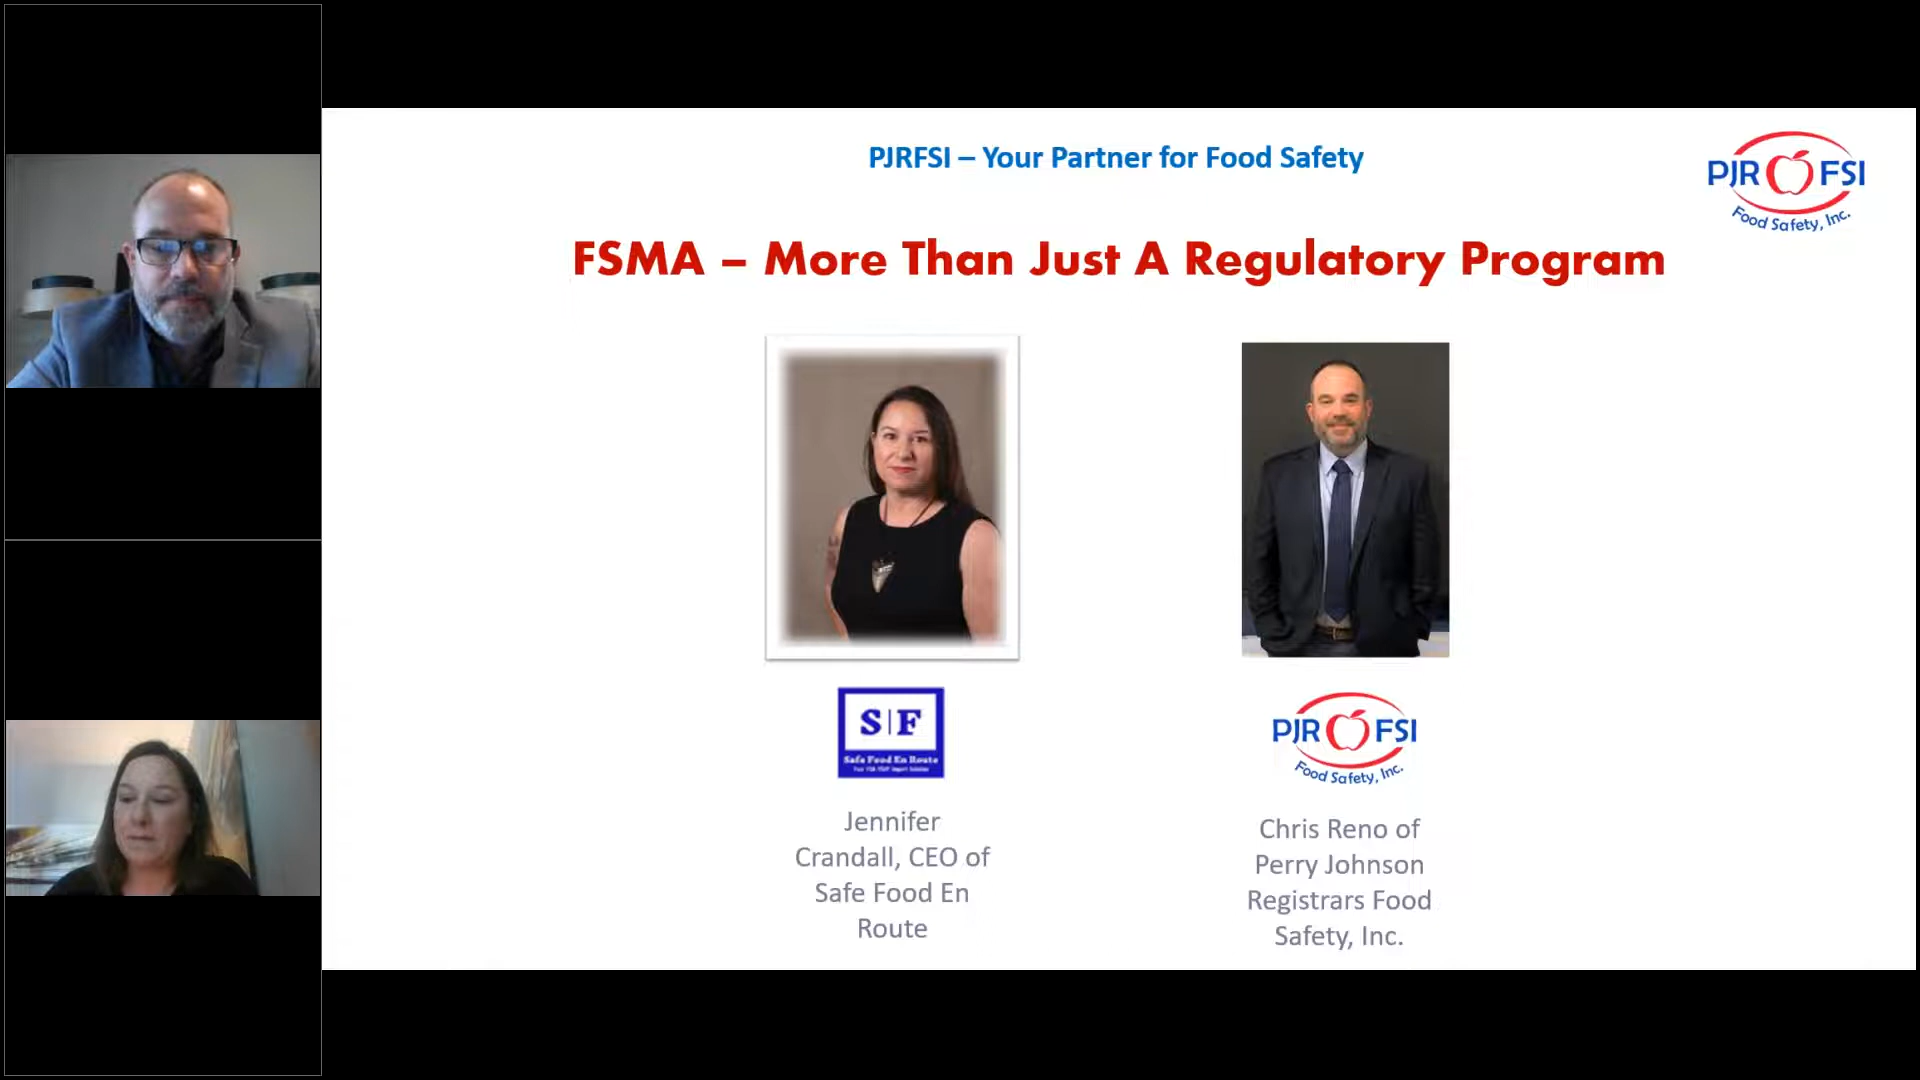 PJRFSI – Your Partner for Food Safety
PJR FSI
Food Safety, Inc.
FSMA – More Than Just A Regulatory Program
S|F
Safe Food En Route
PJR FSI
Food Safety, Inc.
Jennifer
Crandall, CEO of
Safe Food En
Route
Chris Reno of
Perry Johnson
Registrars Food
Safety, Inc.